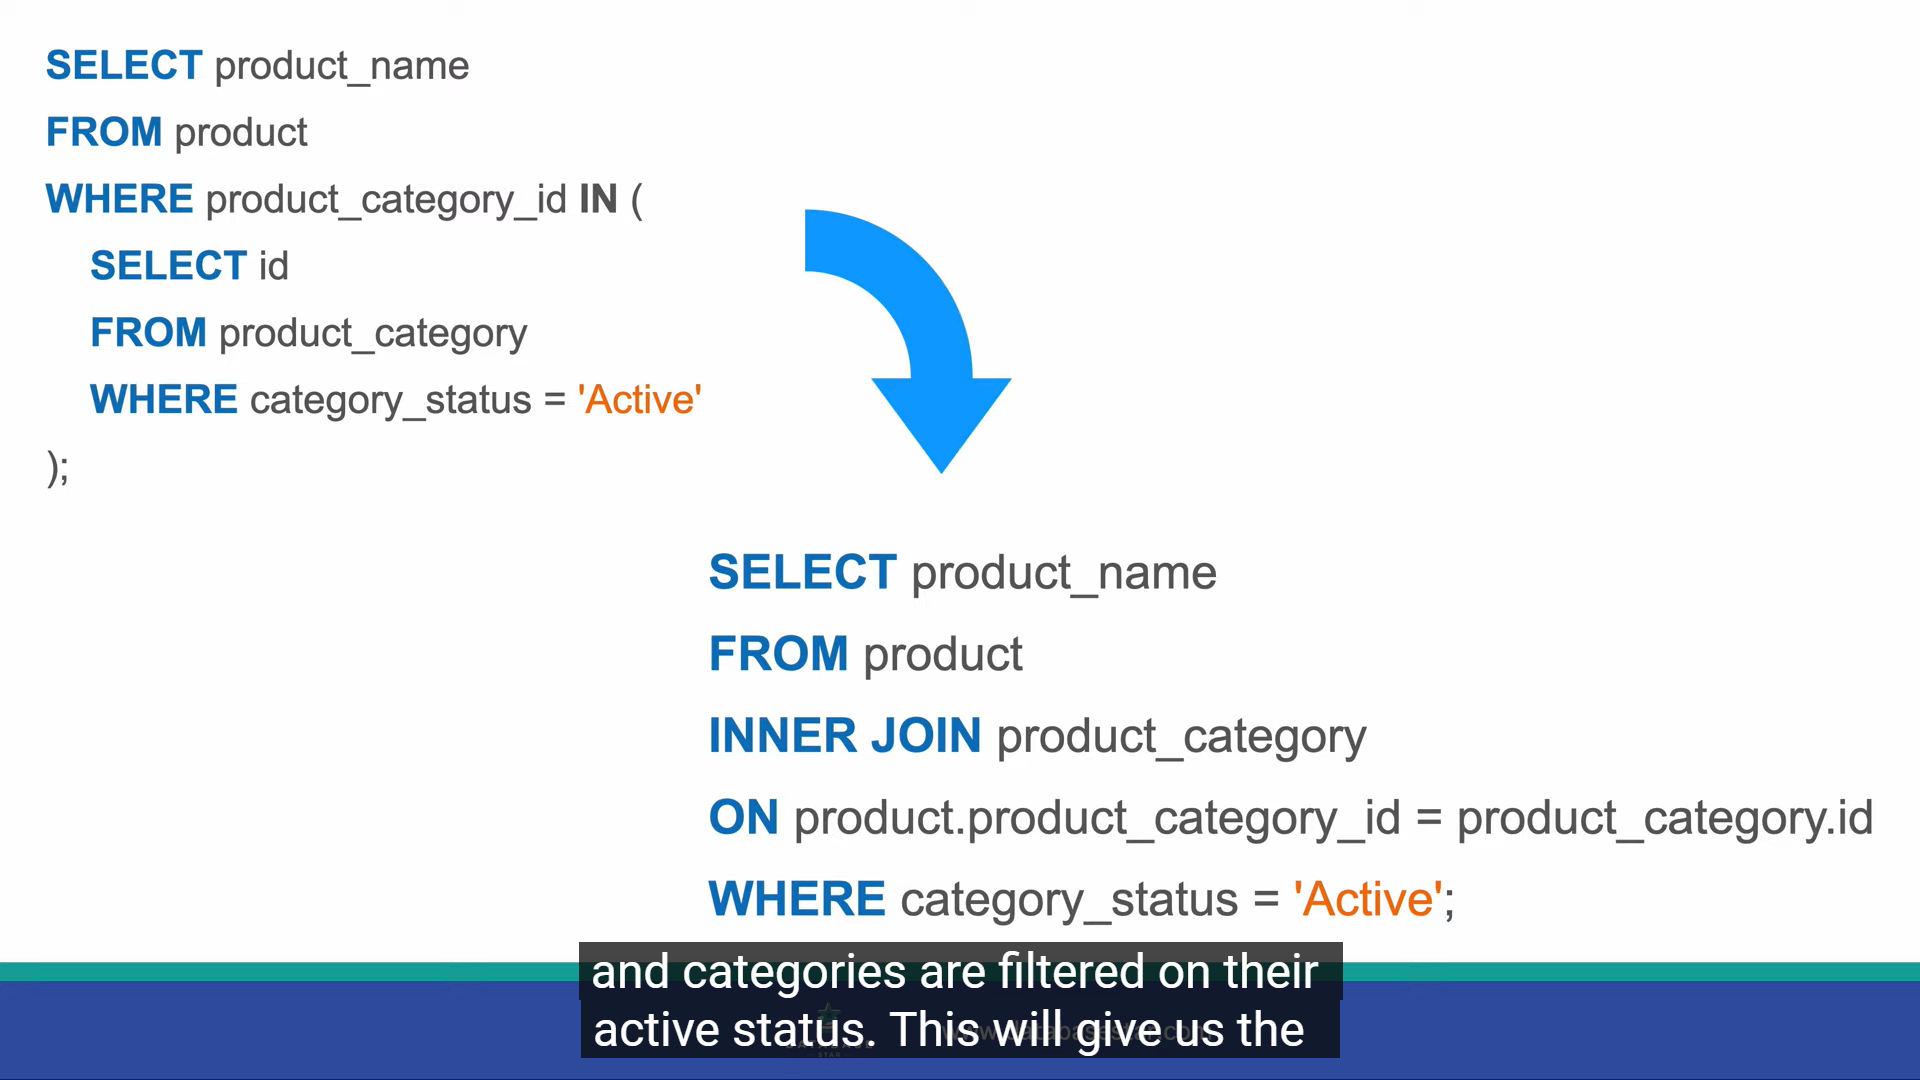 SELECT product_name
FROM product
WHERE product_category_id IN (
SELECT id
FROM product_category
WHERE category_status = 'Active'
);
SELECT product_name
FROM product
INNER JOIN product_category
ON product.product_category_id = product_category.id
WHERE category_status = 'Active';
and categories are filtered on their
active status. This will give us the